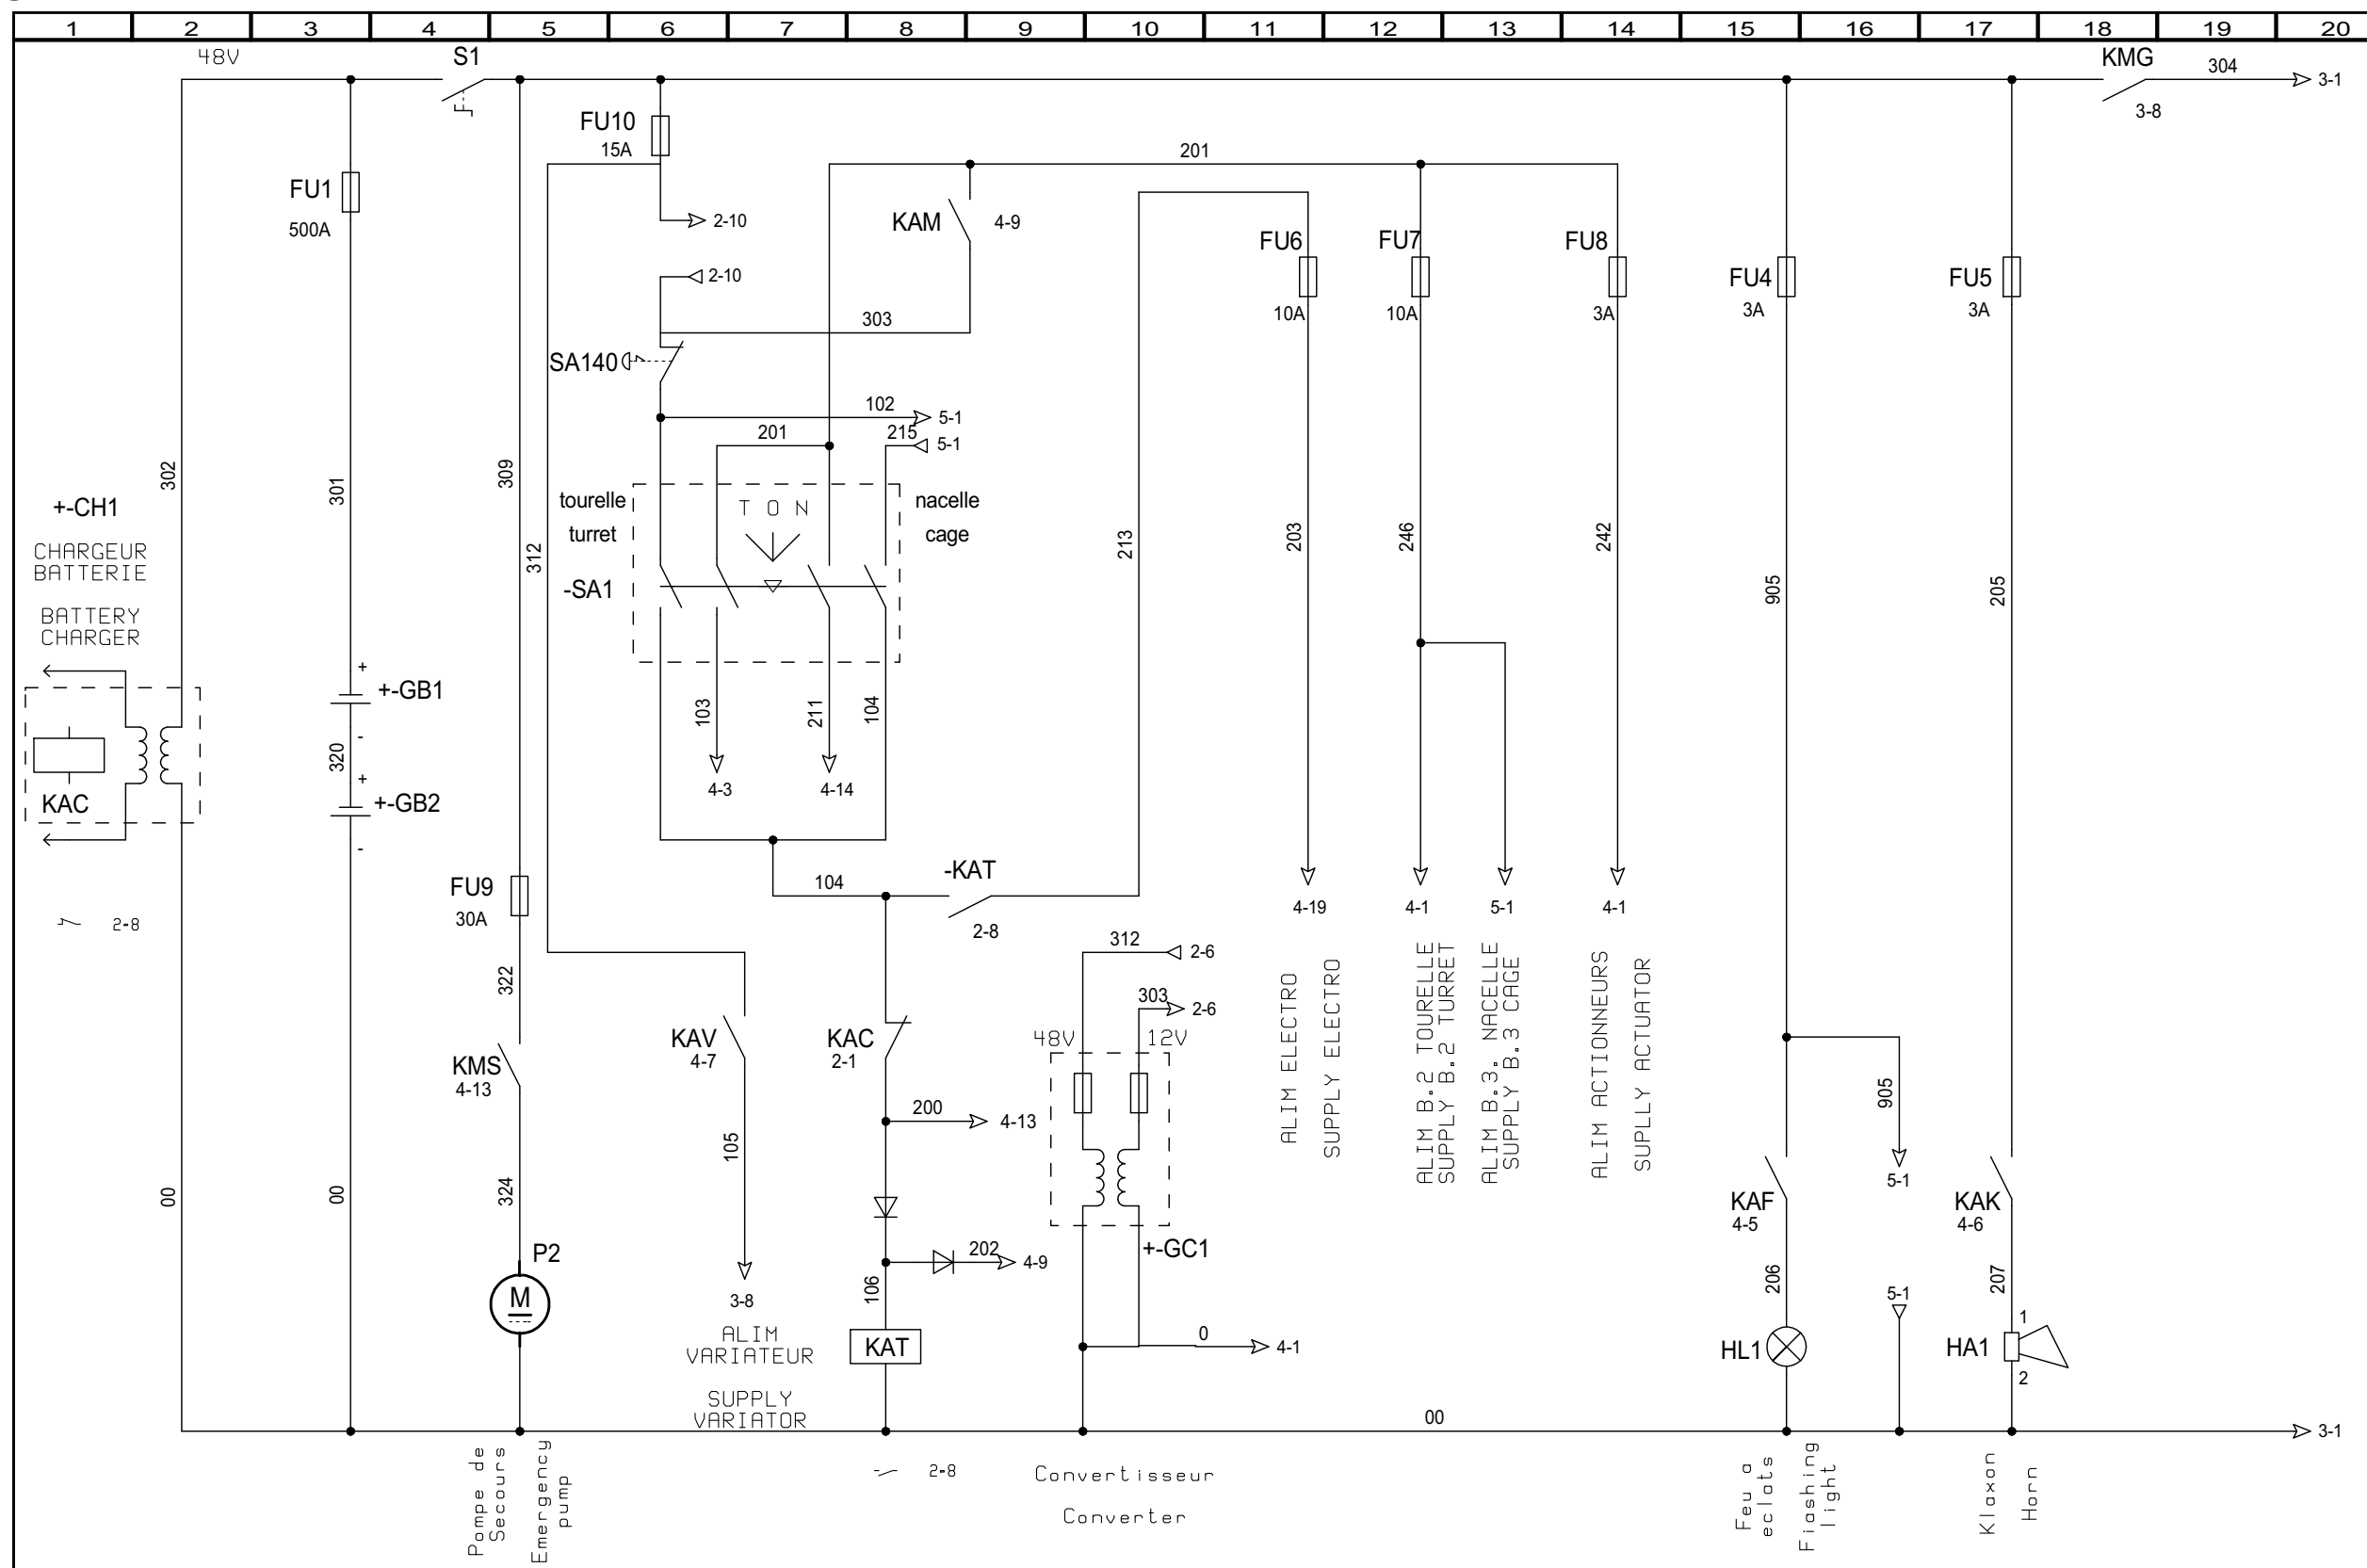 1 2 3 4 5 6 7 8 9 10 11 12 13 14 15 16 17 18 19 20
48V
S1
KMG
304
3-1
3-8
FU10
15A
201
FU1
500A
2-10
KAM
4-9
2-10
FU6
10A
FU7
10A
FU8
3A
FU4
3A
FU5
3A
303
SA140
102
5-1
201
215
5-1
302
301
309
312
+-CH1
CHARGEUR
BATTERIE
BATTERY
CHARGER
tourelle
turret
T O N
nacelle
cage
-SA1
213
203
246
242
905
205
+
+-GB1
-
320
+
+-GB2
-
KAC
103
211
104
4-3
4-14
FU9
30A
2-8
104
-KAT
2-8
4-19
4-1
5-1
4-1
312
2-6
303
2-6
322
48V
12V
KMS
4-13
KAV
4-7
KAC
2-1
200
4-13
105
ALIM ELECTRO
SUPPLY ELECTRO
ALIM B.2 TOURELLE
SUPPLY B.2 TURRET
ALIM B.3. NACELLE
SUPPLY B.3 CAGE
ALIM ACTIONNEURS
SUPLLY ACTUATOR
905
5-1
KAF
4-5
KAK
4-6
00
00
324
P2
M
202
4-9
106
+-GC1
206
5-1
207
3-8
ALIM
VARIATEUR
SUPPLY
VARIATOR
KAT
0
4-1
HL1
HA1
1
2
00
3-1
Pompe de
Secours
Emergency
pump
2-8
Convertisseur
Converter
Feu a
eclats
Fiashing
light
Klaxon
Horn